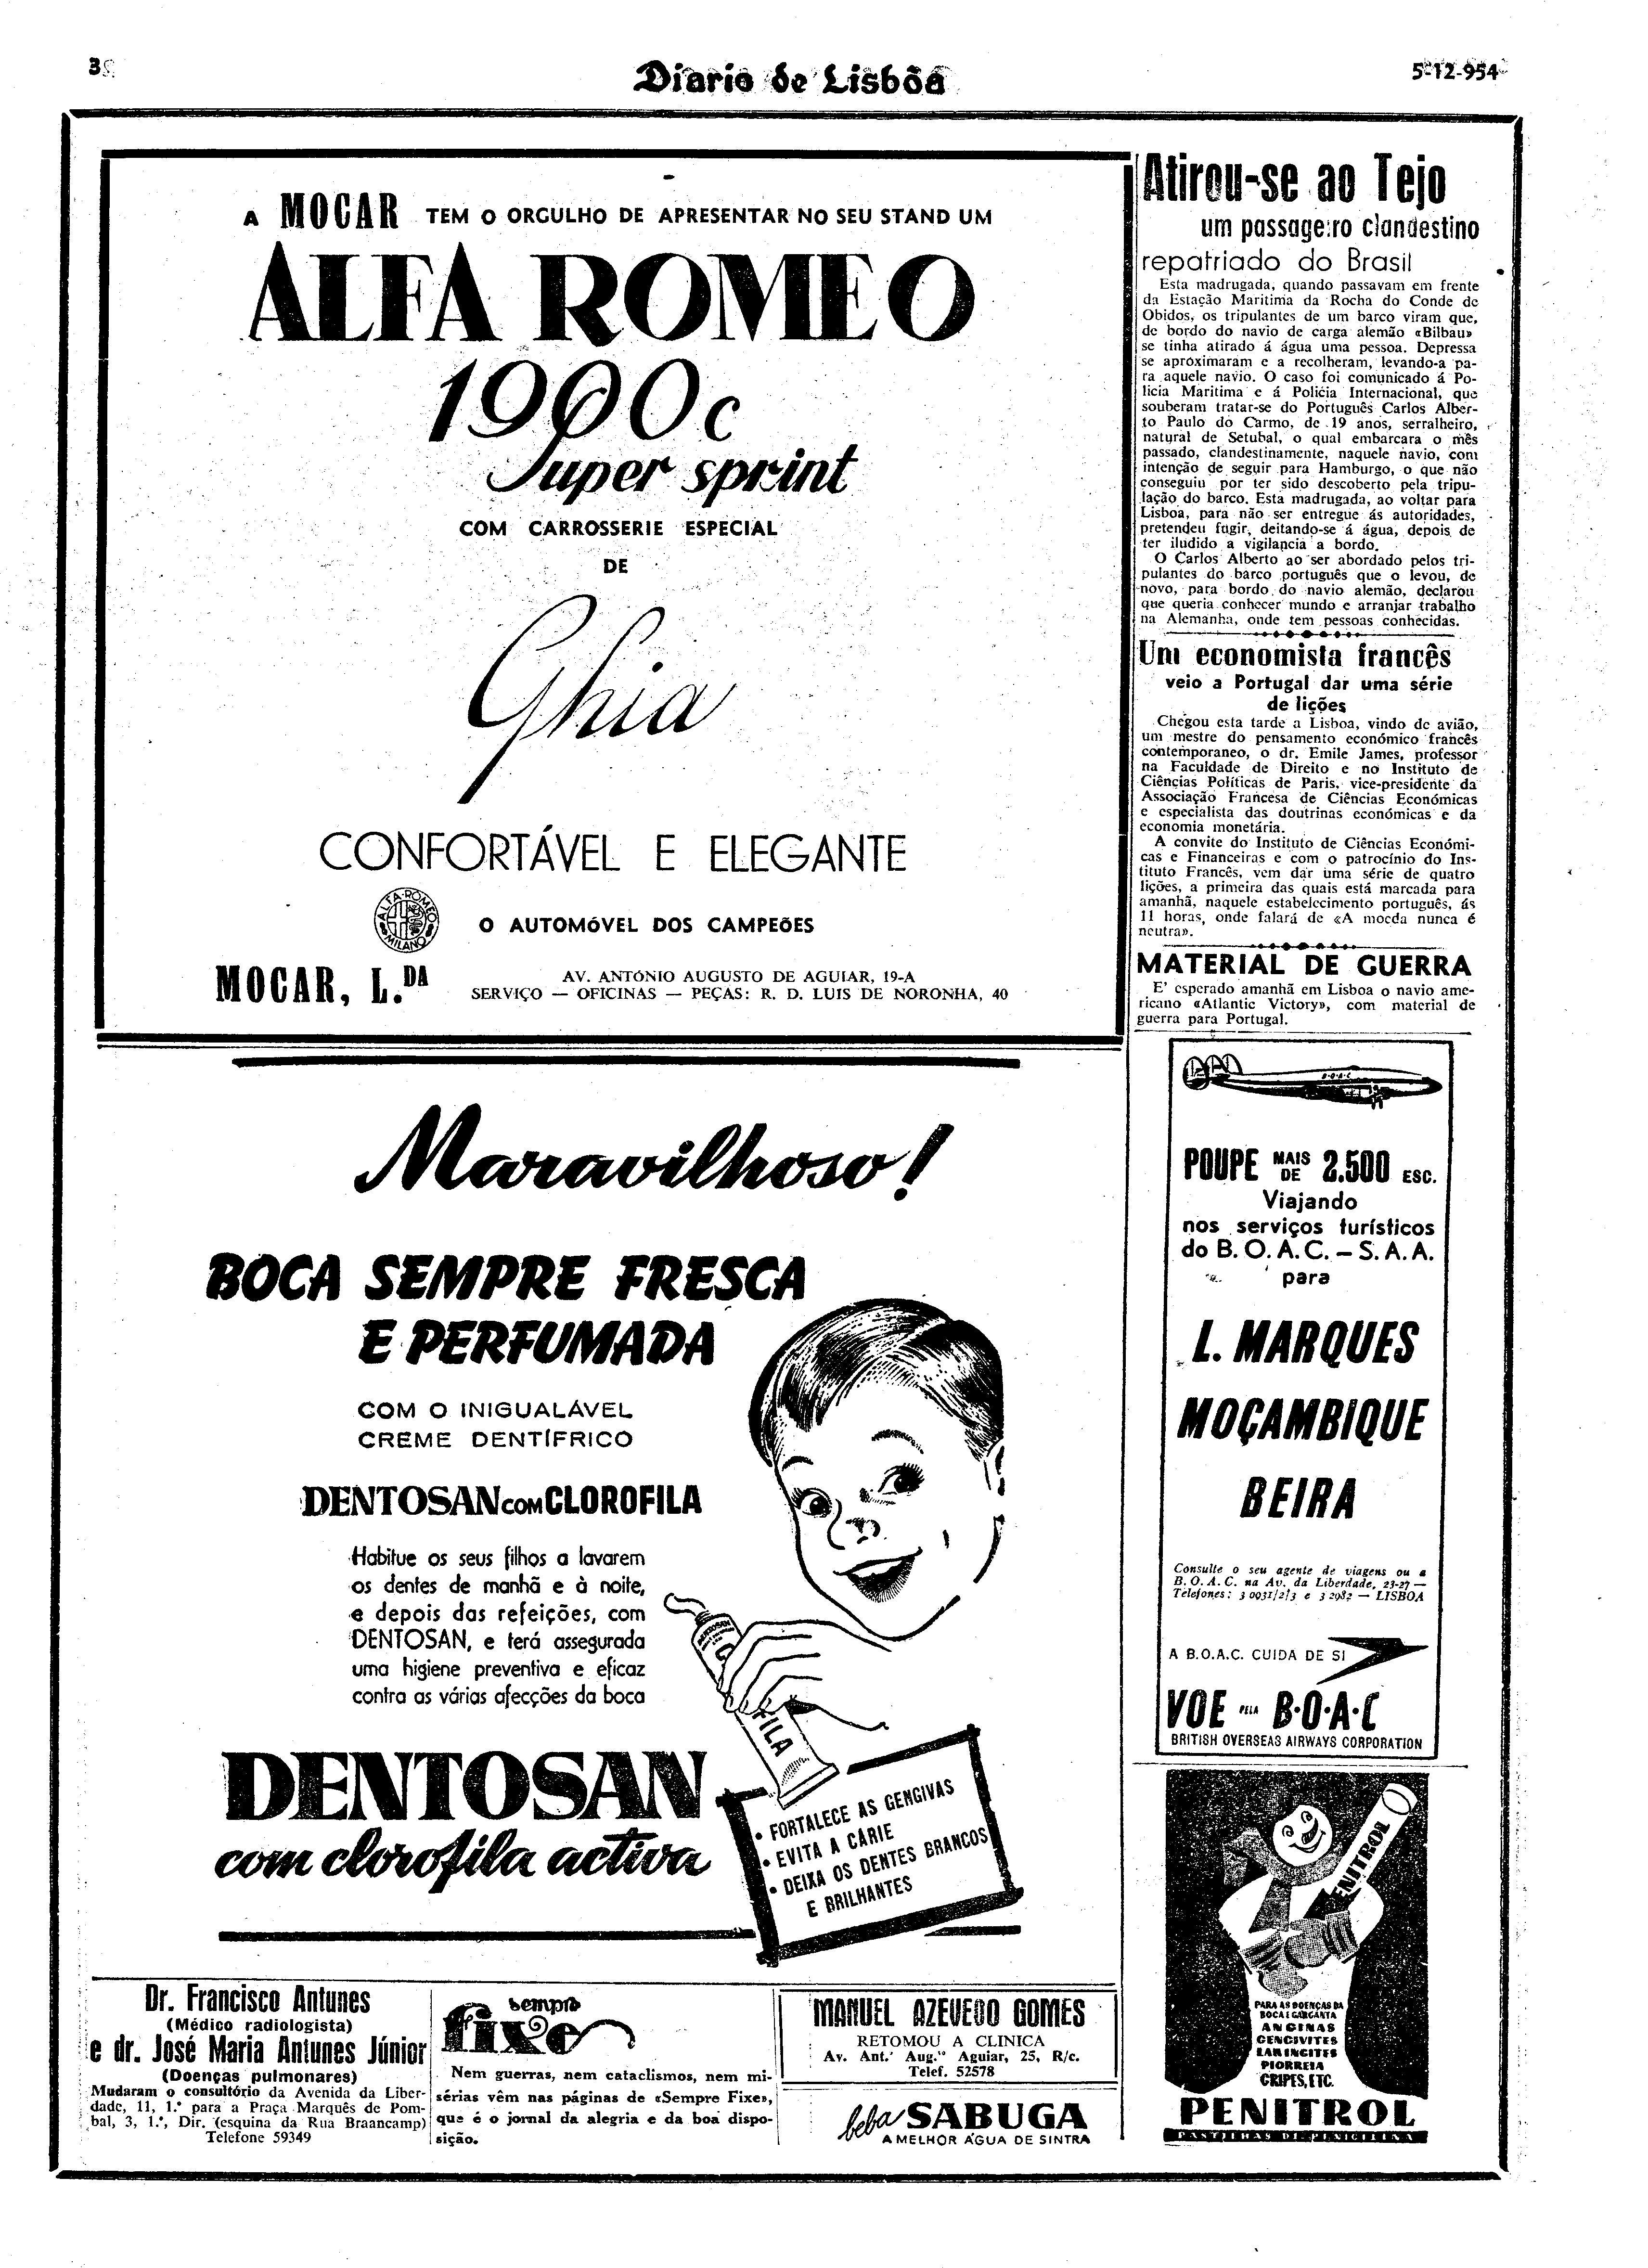 3
Diario de Lisbôa
5-12-954
A MOCAR TEM O ORGULHO DE APRESENTAR NO SEU STAND UM
ALFA ROMEO
1900c
Super sprint
COM CARROSSERIE ESPECIAL
DE
Ghia
CONFORTÁVEL E ELEGANTE
ALFA-ROMEO
MILANO
O AUTOMÓVEL DOS CAMPEÕES
MOCAR, L.DA
AV. ANTÓNIO AUGUSTO DE AGUIAR, 19-A
SERVIÇO — OFICINAS — PEÇAS: R. D. LUIS DE NORONHA, 40
Atirou-se ao Tejo
um passageiro clandestino
repatriado do Brasil
Esta madrugada, quando passavam em frente
da Estação Maritima da Rocha do Conde de
Obidos, os tripulantes de um barco viram que,
de bordo do navio de carga alemão «Bilbau»
se tinha atirado á água uma pessoa. Depressa
se aproximaram e a recolheram, levando-a pa-
ra aquele navio. O caso foi comunicado á Po-
licia Maritima e á Policia Internacional, que
souberam tratar-se do Português Carlos Alber-
to Paulo do Carmo, de 19 anos, serralheiro,
natural de Setubal, o qual embarcara o mês
passado, clandestinamente, naquele navio, com
intenção de seguir para Hamburgo, o que não
conseguiu por ter sido descoberto pela tripu-
lação do barco. Esta madrugada, ao voltar para
Lisboa, para não ser entregue ás autoridades,
pretendeu fugir, deitando-se á água, depois de
ter iludido a vigilancia a bordo.
O Carlos Alberto ao ser abordado pelos tri-
pulantes do barco português que o levou, de
novo, para bordo do navio alemão, declarou
que queria conhecer mundo e arranjar trabalho
na Alemanha, onde tem pessoas conhecidas.
Um economista francês
veio a Portugal dar uma série
de lições
Chegou esta tarde a Lisboa, vindo de avião,
um mestre do pensamento económico francês
contemporaneo, o dr. Emile James, professor
na Faculdade de Direito e no Instituto de
Ciências Políticas de Paris, vice-presidente da
Associação Francesa de Ciências Económicas
e especialista das doutrinas económicas e da
economia monetária.
A convite do Instituto de Ciências Económi-
cas e Financeiras e com o patrocínio do Ins-
tituto Francês, vem dar uma série de quatro
lições, a primeira das quais está marcada para
amanhã, naquele estabelecimento português, ás
11 horas, onde falará de «A moeda nunca é
neutra».
MATERIAL DE GUERRA
E' esperado amanhã em Lisboa o navio ame-
ricano «Atlantic Victory», com material de
guerra para Portugal.
B·O·A·C
POUPE MAIS DE 2.500 ESC.
Viajando
nos serviços turísticos
do B. O. A. C. – S. A. A.
para
L. MARQUES
MOÇAMBIQUE
BEIRA
Consulte o seu agente de viagens ou a
B. O. A. C. na Av. da Liberdade, 23-27 —
Telefones: 3 0031/2/3 e 3 2982 — LISBOA
A B.O.A.C. CUIDA DE SI
VOE PELA B·O·A·C
BRITISH OVERSEAS AIRWAYS CORPORATION
PENITROL
PARA AS DOENCAS DA
BOCA E GARGANTA
ANGINAS
GENGIVITES
LARINGITES
PIORREIA
GRIPES, ETC.
PENITROL
PASTILHAS DE PENICILINA
Maravilhoso!
BOCA SEMPRE FRESCA
E PERFUMADA
COM O INIGUALÁVEL
CREME DENTÍFRICO
DENTOSAN COM CLOROFILA
Habitue os seus filhos a lavarem
os dentes de manhã e à noite,
e depois das refeições, com
DENTOSAN, e terá assegurada
uma higiene preventiva e eficaz
contra as várias afecções da boca
DENTOSAN
FILA
DENTOSAN
com clorofila activa
• FORTALECE AS GENGIVAS
• EVITA A CÁRIE
• DEIXA OS DENTES BRANCOS
E BRILHANTES
Dr. Francisco Antunes
(Médico radiologista)
e dr. José Maria Antunes Júnior
(Doenças pulmonares)
Mudaram o consultório da Avenida da Liber-
dade, 11, 1.º para a Praça Marquês de Pom-
bal, 3, 1.º, Dir. (esquina da Rua Braancamp)
Telefone 59349
sempre
fixe
Nem guerras, nem cataclismos, nem mi-
sérias vêm nas páginas de «Sempre Fixe»,
que é o jornal da alegria e da boa dispo-
sição.
MANUEL AZEVEDO GOMES
RETOMOU A CLINICA
Av. Ant.º Aug.to Aguiar, 25, R/c.
Telef. 52578
beba SABUGA
A MELHOR ÁGUA DE SINTRA